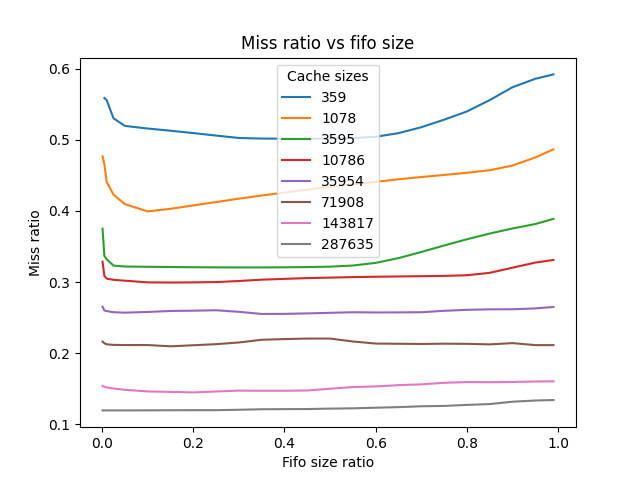 Miss ratio vs fifo size
Cache sizes
359
1078
3595
10786
35954
71908
143817
287635
Miss ratio
0.6
0.5
0.4
0.3
0.2
0.1
0.0 0.2 0.4 0.6 0.8 1.0
Fifo size ratio